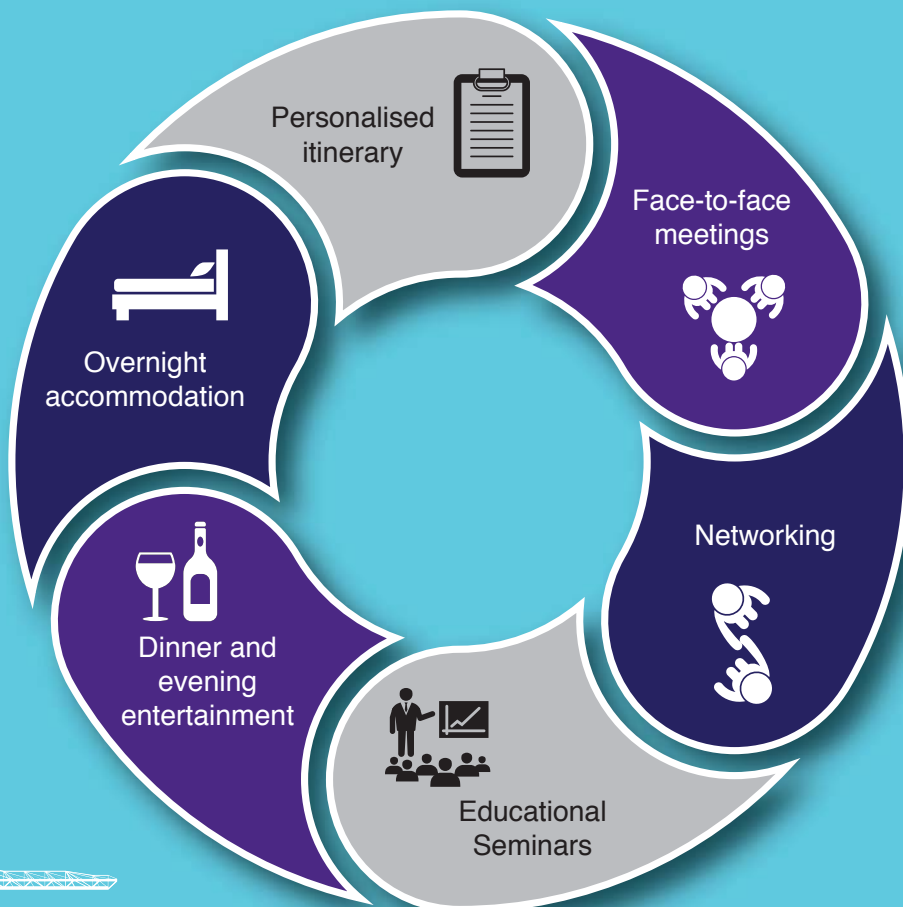 Personalised
itinerary
Face-to-face
meetings
Networking
Educational
Seminars
Dinner and
evening
entertainment
Overnight
accommodation